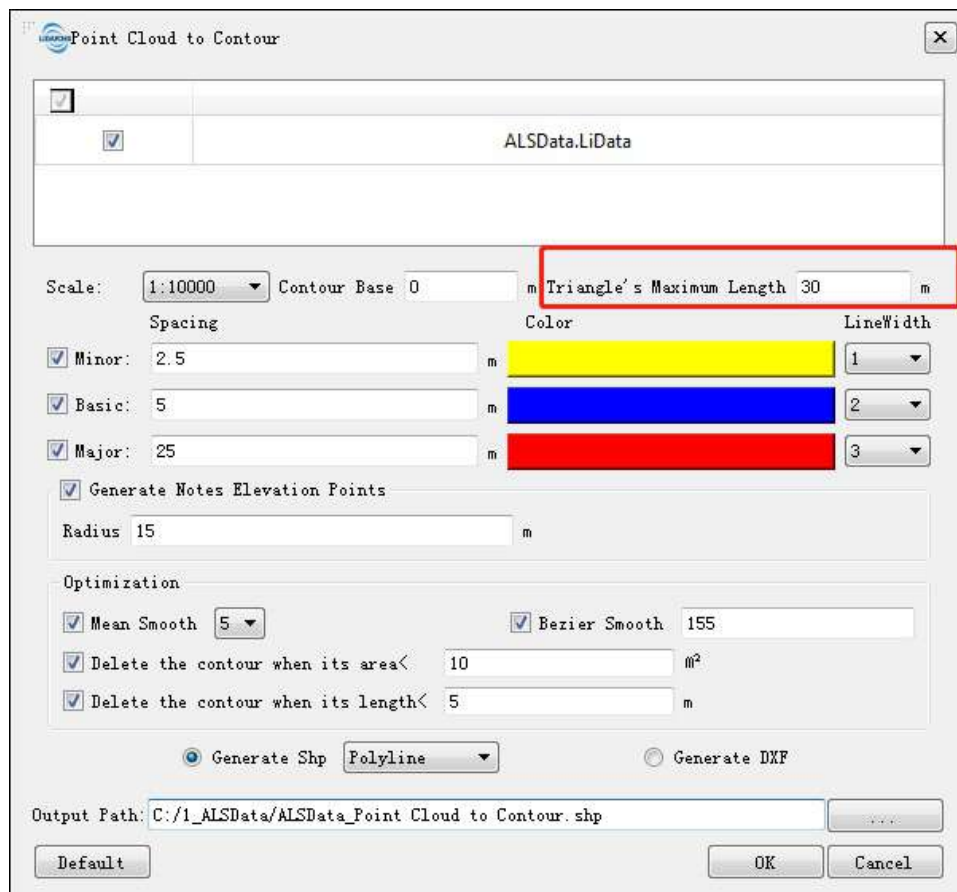 Point Cloud to Contour
ALSData.LiData
Scale: 1:10000 Contour Base 0 m Triangle's Maximum Length 30 m
Spacing Color LineWidth
Minor: 2.5 m 1
Basic: 5 m 2
Major: 25 m 3
Generate Notes Elevation Points
Radius 15 m
Optimization
Mean Smooth 5 Bezier Smooth 155
Delete the contour when its area< 10 m²
Delete the contour when its length< 5 m
Generate Shp Polyline Generate DXF
Output Path: C:/1_ALSData/ALSData_Point Cloud to Contour.shp ...
Default OK Cancel